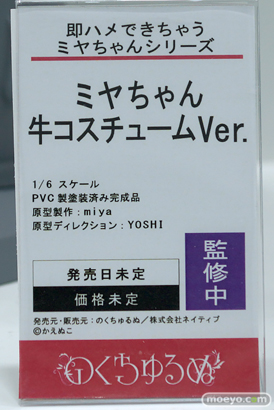 即ハメできちゃう
ミヤちゃんシリーズ
ミヤちゃん
牛コスチュームVer.
1/6 スケール
PVC製塗装済み完成品
原型製作：miya
原型ディレクション：YOSHI
発売日未定
価格未定
監修中
発売元・販売元：のくちゅるぬ／株式会社ネイティブ
©かえぬこ
のくちゅるぬ
moeyo.com